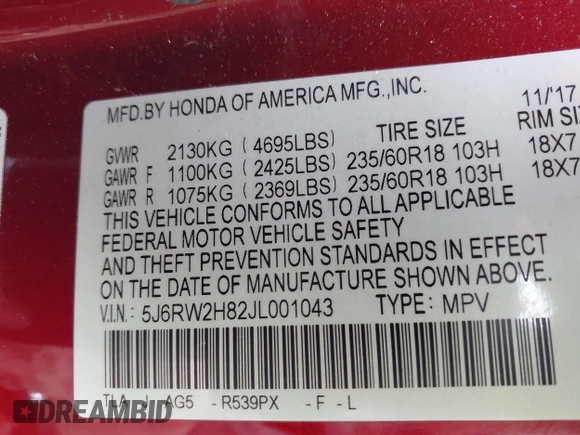 MFD.BY HONDA OF AMERICA MFG.,INC. 11/'17
GVWR 2130KG (4695LBS) TIRE SIZE RIM SIZ
GAWR F 1100KG (2425LBS) 235/60R18 103H 18X7
GAWR R 1075KG (2369LBS) 235/60R18 103H 18X7
THIS VEHICLE CONFORMS TO ALL APPLICABLE
FEDERAL MOTOR VEHICLE SAFETY
AND THEFT PREVENTION STANDARDS IN EFFECT
ON THE DATE OF MANUFACTURE SHOWN ABOVE.
V.I.N.: 5J6RW2H82JL001043 TYPE: MPV
TLA - J AG5 - R539PX - F - L
DREAMBID